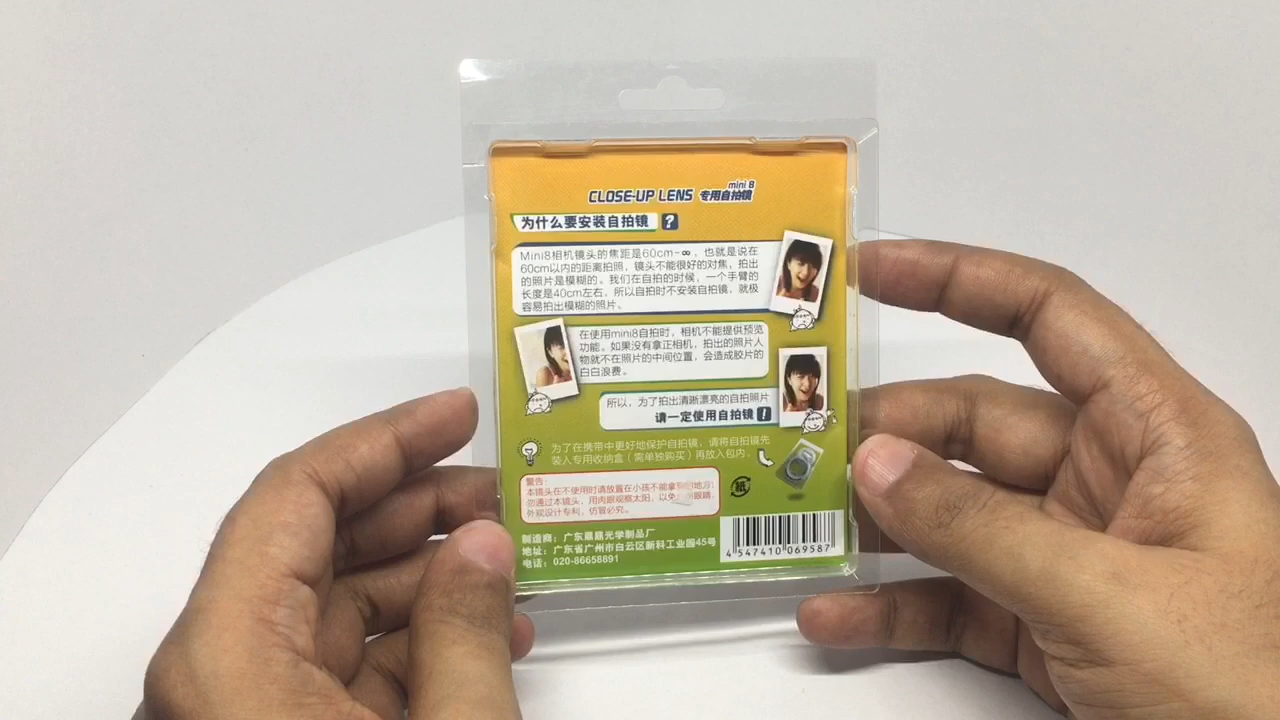 mini 8
CLOSE-UP LENS 专用自拍镜
为什么要安装自拍镜 ?
Mini8相机镜头的焦距是60cm-∞，也就是说在
60cm以内的距离拍照，镜头不能很好的对焦，拍出
的照片是模糊的。我们在自拍的时候，一个手臂的
长度是40cm左右，所以自拍时不安装自拍镜，就极
容易拍出模糊的照片。
在使用mini8自拍时，相机不能提供预览
功能。如果没有拿正相机，拍出的照片人
物就不在照片的中间位置，会造成胶片的
白白浪费。
所以，为了拍出清晰漂亮的自拍照片
请一定使用自拍镜！
为了在携带中更好地保护自拍镜，请将自拍镜先
装入专用收纳盒（需单独购买）再放入包内。
警告：
本镜头在不使用时请放置在小孩不能拿到的地方；
勿通过本镜头，用肉眼观察太阳，以免 眼睛。
外观设计专利，仿冒必究。
紙
制造商：广东 光学制品厂
地址：广东省广州市白云区新科工业园45号
电话：020-86658891
4 547410 069587